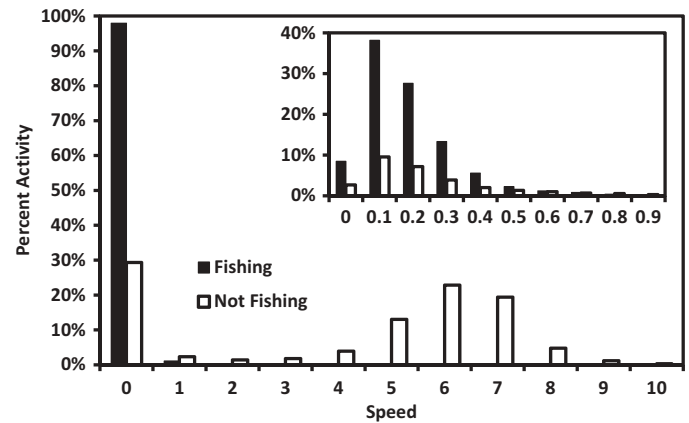 100%
90%
80%
70%
60%
50%
40%
30%
20%
10%
0%
Percent Activity
40%
30%
20%
10%
0%
0 0.1 0.2 0.3 0.4 0.5 0.6 0.7 0.8 0.9
Fishing
Not Fishing
0 1 2 3 4 5 6 7 8 9 10
Speed